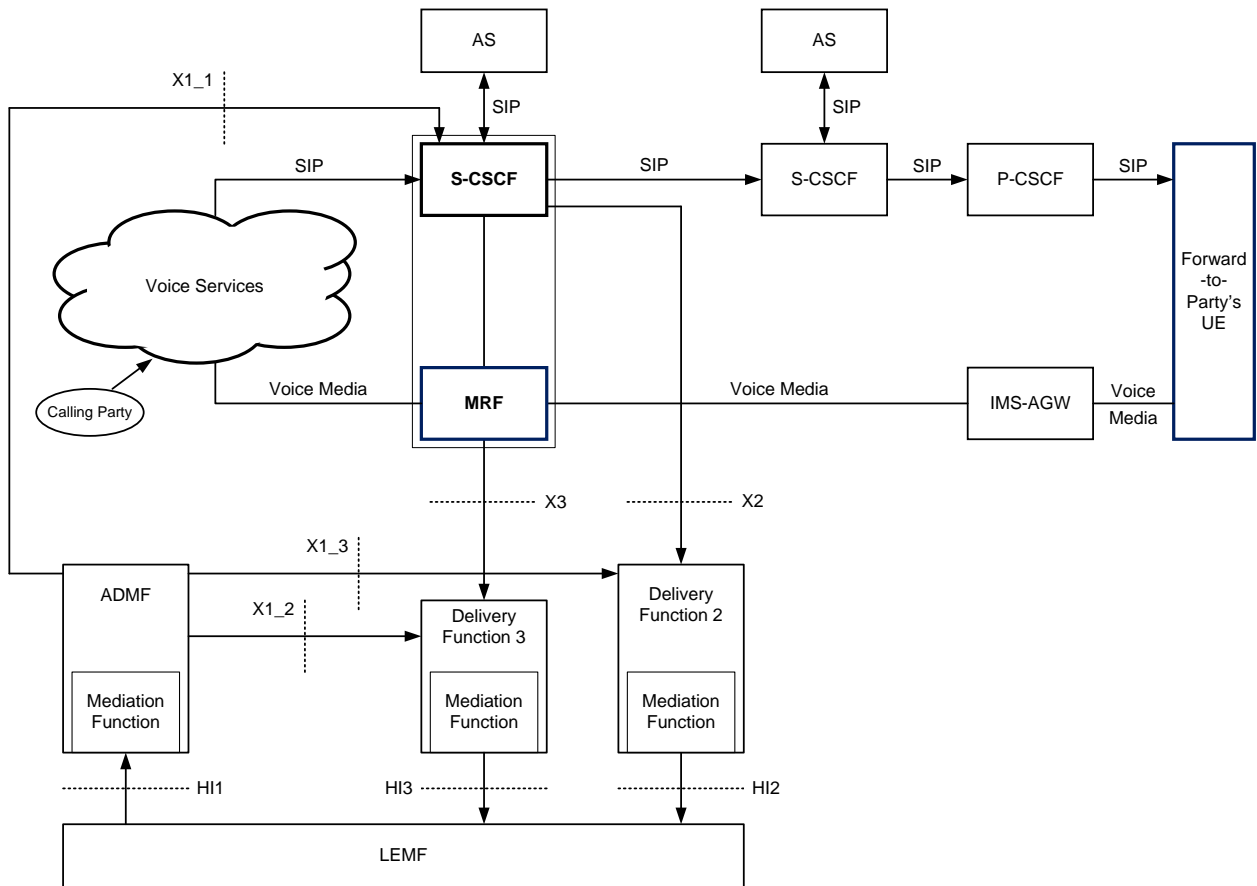 AS
AS
X1_1
SIP
SIP
SIP
S-CSCF
SIP
S-CSCF
SIP
P-CSCF
SIP
Forward
-to-
Party's
UE
Voice Services
Calling Party
Voice Media
MRF
Voice Media
IMS-AGW
Voice
Media
X3
X2
X1_3
ADMF
X1_2
Delivery
Function 3
Delivery
Function 2
Mediation
Function
Mediation
Function
Mediation
Function
HI1
HI3
HI2
LEMF